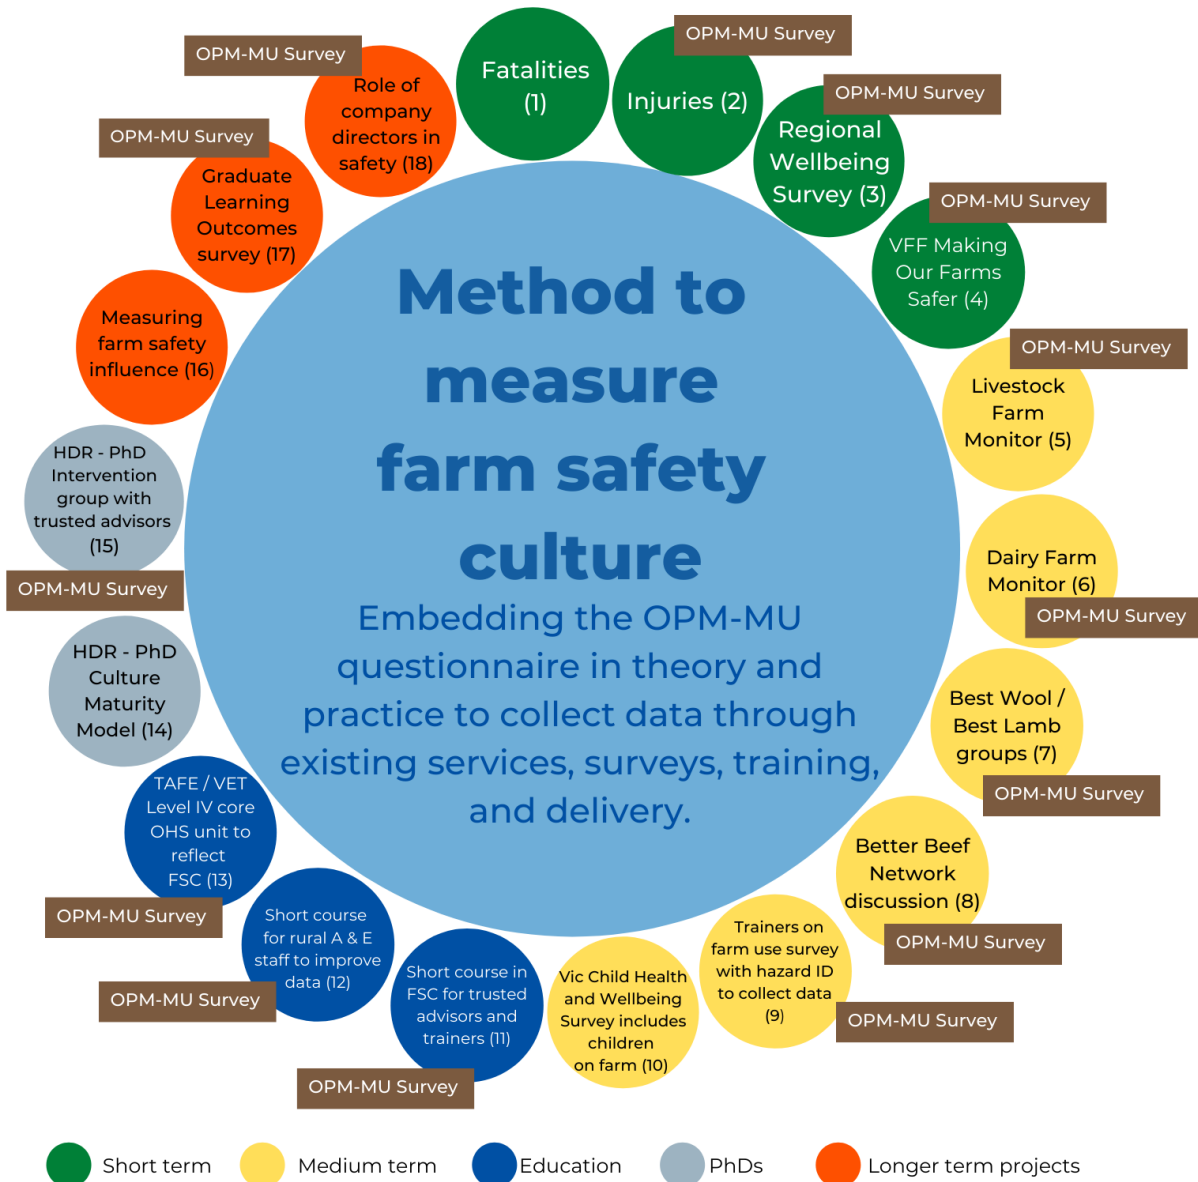 OPM-MU Survey
Role of
company
directors in
safety (18)
Fatalities
(1)
OPM-MU Survey
Injuries (2)
OPM-MU Survey
Regional
Wellbeing
Survey (3)
OPM-MU Survey
VFF Making
Our Farms
Safer (4)
OPM-MU Survey
Livestock
Farm
Monitor (5)
Dairy Farm
Monitor (6)
OPM-MU Survey
Best Wool /
Best Lamb
groups (7)
OPM-MU Survey
Better Beef
Network
discussion (8)
OPM-MU Survey
Trainers on
farm use survey
with hazard ID
to collect data
(9)
OPM-MU Survey
Vic Child Health
and Wellbeing
Survey includes
children
on farm (10)
Short course in
FSC for trusted
advisors and
trainers (11)
OPM-MU Survey
Short course
for rural A & E
staff to improve
data (12)
OPM-MU Survey
TAFE / VET
Level IV core
OHS unit to
reflect
FSC (13)
OPM-MU Survey
HDR - PhD
Culture
Maturity
Model (14)
HDR - PhD
Intervention
group with
trusted advisors
(15)
OPM-MU Survey
Measuring
farm safety
influence (16)
OPM-MU Survey
Graduate
Learning
Outcomes
survey (17)
Method to
measure
farm safety
culture
Embedding the OPM-MU
questionnaire in theory and
practice to collect data through
existing services, surveys, training,
and delivery.
Short term
Medium term
Education
PhDs
Longer term projects